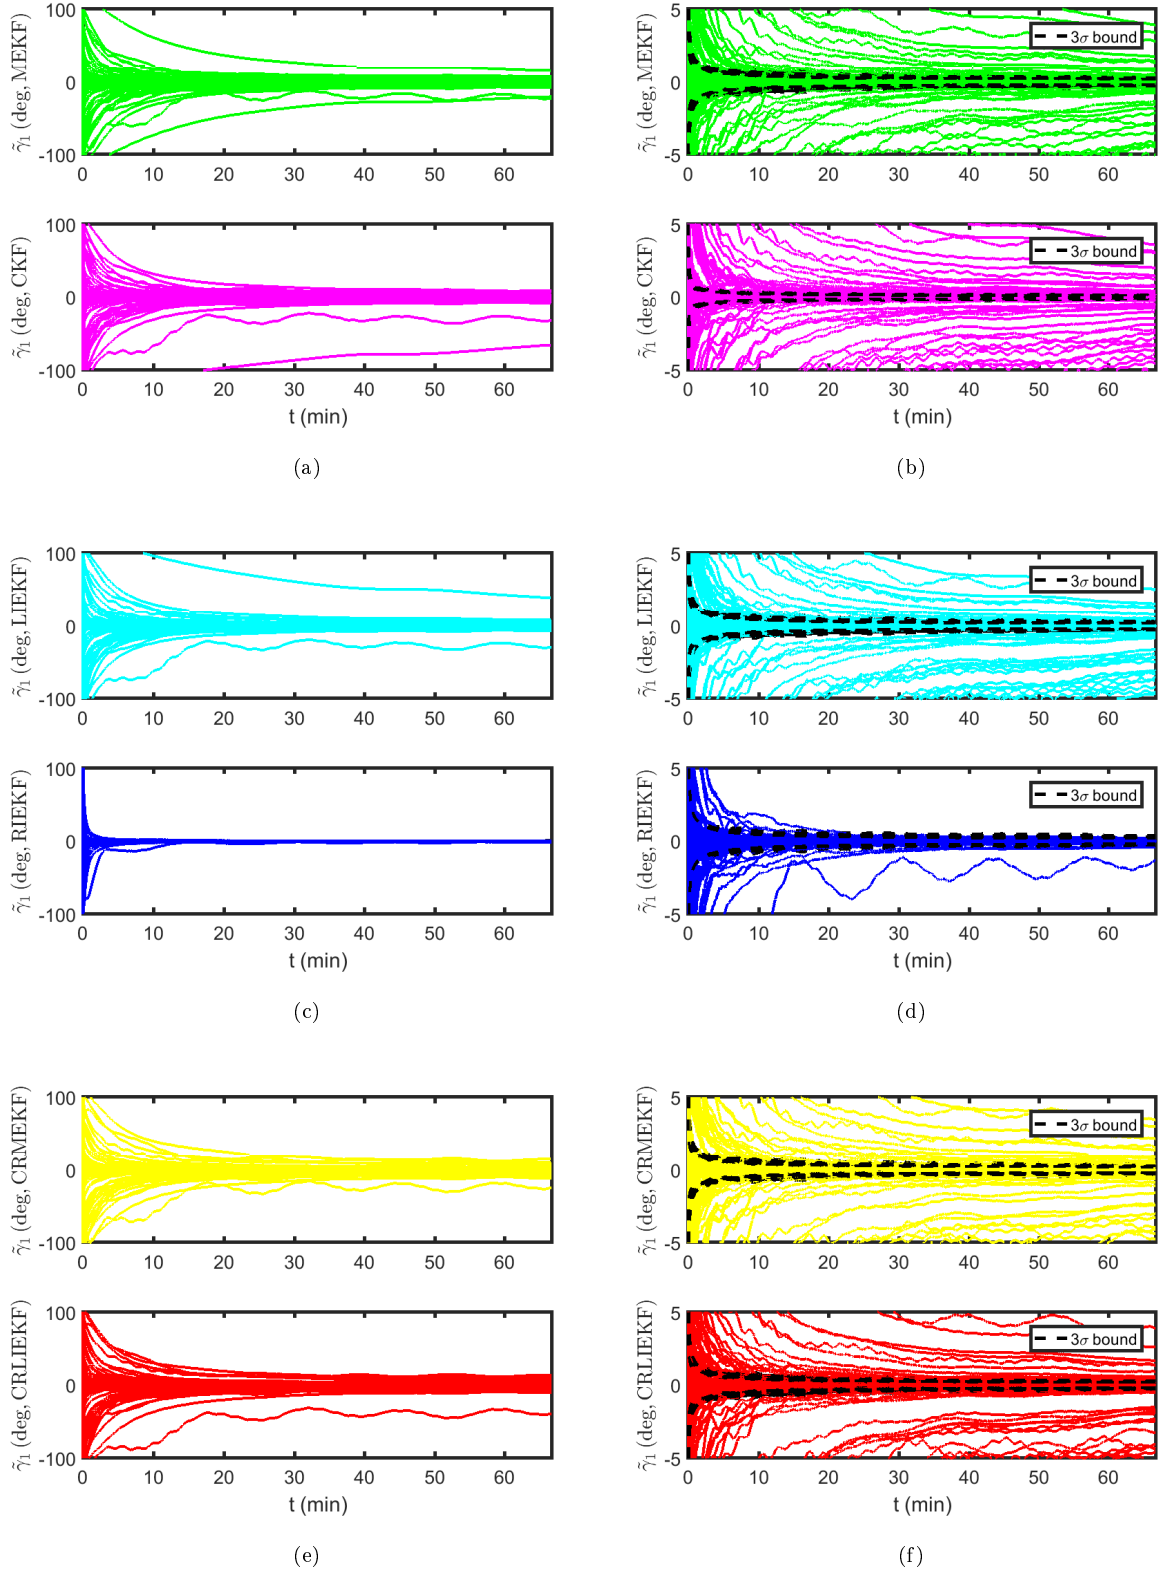 100
0
-100
0 10 20 30 40 50 60
γ̃₁ (deg, MEKF)
5
0
-5
0 10 20 30 40 50 60
γ̃₁ (deg, MEKF)
3σ bound
100
0
-100
0 10 20 30 40 50 60
t (min)
γ̃₁ (deg, CKF)
5
0
-5
0 10 20 30 40 50 60
t (min)
γ̃₁ (deg, CKF)
3σ bound
(a)
(b)
100
0
-100
0 10 20 30 40 50 60
γ̃₁ (deg, LIEKF)
5
0
-5
0 10 20 30 40 50 60
γ̃₁ (deg, LIEKF)
3σ bound
100
0
-100
0 10 20 30 40 50 60
t (min)
γ̃₁ (deg, RIEKF)
5
0
-5
0 10 20 30 40 50 60
t (min)
γ̃₁ (deg, RIEKF)
3σ bound
(c)
(d)
100
0
-100
0 10 20 30 40 50 60
γ̃₁ (deg, CRMEKF)
5
0
-5
0 10 20 30 40 50 60
γ̃₁ (deg, CRMEKF)
3σ bound
100
0
-100
0 10 20 30 40 50 60
t (min)
γ̃₁ (deg, CRLIEKF)
5
0
-5
0 10 20 30 40 50 60
t (min)
γ̃₁ (deg, CRLIEKF)
3σ bound
(e)
(f)